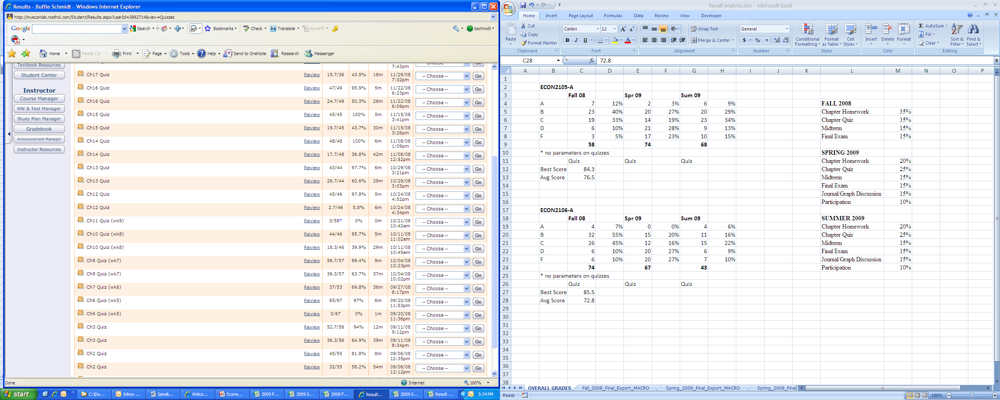 Results - Buffie Schmidt - Windows Internet Explorer
http://myeconlab.mathxl.com/Student/Results.aspx?userId=3992714&view=Quizzes
Google Search Bookmarks Check Translate AutoFill bschmidt
Home Feeds (J) Print Page Tools Help Send to OneNote Research Messenger
Textbook Resources
Student Center
Instructor
Course Manager
HW & Test Manager
Study Plan Manager
Gradebook
Announcement Manager
Instructor Resources
7:43pm -- Choose -- Go
Ch17 Quiz Review 15.7/36 43.5% 18m 11/29/08 7:32pm -- Choose -- Go
Ch16 Quiz Review 47/49 95.9% 5m 11/22/08 6:23pm -- Choose -- Go
Ch16 Quiz Review 24.7/49 50.3% 26m 11/22/08 6:09pm -- Choose -- Go
Ch15 Quiz Review 45/45 100% 5m 11/15/08 3:41pm -- Choose -- Go
Ch15 Quiz Review 19.7/45 43.7% 30m 11/15/08 3:26pm -- Choose -- Go
Ch14 Quiz Review 48/48 100% 6m 11/08/08 1:09pm -- Choose -- Go
Ch14 Quiz Review 17.7/48 36.8% 42m 11/08/08 12:52pm -- Choose -- Go
Ch13 Quiz Review 43/44 97.7% 6m 10/29/08 3:21pm -- Choose -- Go
Ch13 Quiz Review 26.7/44 60.6% 29m 10/29/08 3:03pm -- Choose -- Go
Ch12 Quiz Review 45/46 97.8% 5m 10/24/08 4:52pm -- Choose -- Go
Ch12 Quiz Review 2.7/46 5.8% 6m 10/24/08 4:34pm -- Choose -- Go
Ch11 Quiz (wk9) Review 0/58* 0% 0m 10/21/08 10:42am -- Choose -- Go
Ch10 Quiz (wk8) Review 44/46 95.7% 5m 10/11/08 11:02am -- Choose -- Go
Ch10 Quiz (wk8) Review 18.3/46 39.9% 29m 10/11/08 10:45am -- Choose -- Go
Ch8 Quiz (wk7) Review 56.7/57 99.4% 9m 10/04/08 10:23pm -- Choose -- Go
Ch8 Quiz (wk7) Review 36.3/57 63.7% 37m 10/04/08 10:02pm -- Choose -- Go
Ch7 Quiz (wk6) Review 37/53 69.8% 36m 09/27/08 8:17pm -- Choose -- Go
Ch6 Quiz (wk5) Review 65/67 97% 6m 09/20/08 11:53pm -- Choose -- Go
Ch6 Quiz (wk5) Review 0/67 0% 1m 09/20/08 11:36pm -- Choose -- Go
Ch3 Quiz Review 52.7/56 94% 12m 09/11/08 9:12pm -- Choose -- Go
Ch3 Quiz Review 36.3/56 64.9% 39m 09/11/08 8:34pm -- Choose -- Go
Ch2 Quiz Review 45/55 81.8% 8m 09/06/08 12:35pm -- Choose -- Go
Ch2 Quiz Review 32/55 58.2% 54m 09/06/08 12:12pm -- Choose -- Go
Done Internet 100%
start C:\Do... Inbox ... Speak... Welco... Econo... 2009 F... 2009 S... 2008 F... Result... 2009 S... Result ... 3:34 PM
Result Analysis.xlsx - Microsoft Excel
Home Insert Page Layout Formulas Data Review View Developer
Paste Cut Copy Format Painter Clipboard
Calibri 12 B I U A A Font
Wrap Text Merge & Center Alignment
General $ % , .00 Number
Conditional Formatting Format as Table Cell Styles Styles
Insert Delete Format Cells
Σ AutoSum Fill Clear Sort & Filter Find & Select Editing
C28 fx 72.8
A B C D E F G H I J K L M N O P
1
2 ECON2105-A
3 Fall 08 Spr 09 Sum 09
4 A 7 12% 2 3% 6 9% FALL 2008
5 B 23 40% 20 27% 20 29% Chapter Homework 35%
6 C 19 33% 14 19% 23 34% Chapter Quiz 35%
7 D 6 10% 21 28% 9 13% Midterm 15%
8 F 3 5% 17 23% 10 15% Final Exam 15%
9 58 74 68
10 * no parameters on quizzes SPRING 2009
11 Quiz Quiz Quiz Chapter Homework 20%
12 Best Score 84.3 Chapter Quiz 25%
13 Avg Score 76.5 Midterm 15%
14 Final Exam 15%
15 Journal/Graph Discussion 15%
16 Participation 10%
17 ECON2106-A
18 Fall 08 Spr 09 Sum 09 SUMMER 2009
19 A 4 7% 0 0% 4 6% Chapter Homework 20%
20 B 32 55% 15 20% 11 16% Chapter Quiz 25%
21 C 26 45% 12 16% 15 22% Midterm 15%
22 D 6 10% 20 27% 6 9% Final Exam 15%
23 F 6 10% 20 27% 7 10% Journal/Graph Discussion 15%
24 74 67 43 Participation 10%
25 * no parameters on quizzes
26 Quiz Quiz Quiz
27 Best Score 85.5
28 Avg Score 72.8
29
30
31
32
33
34
35
36
37
38
OVERALL GRADES Fall_2008_Final_Export_MACRO Spring_2009_Final_Export_MACRO Spring_2009_Final
Ready 100%